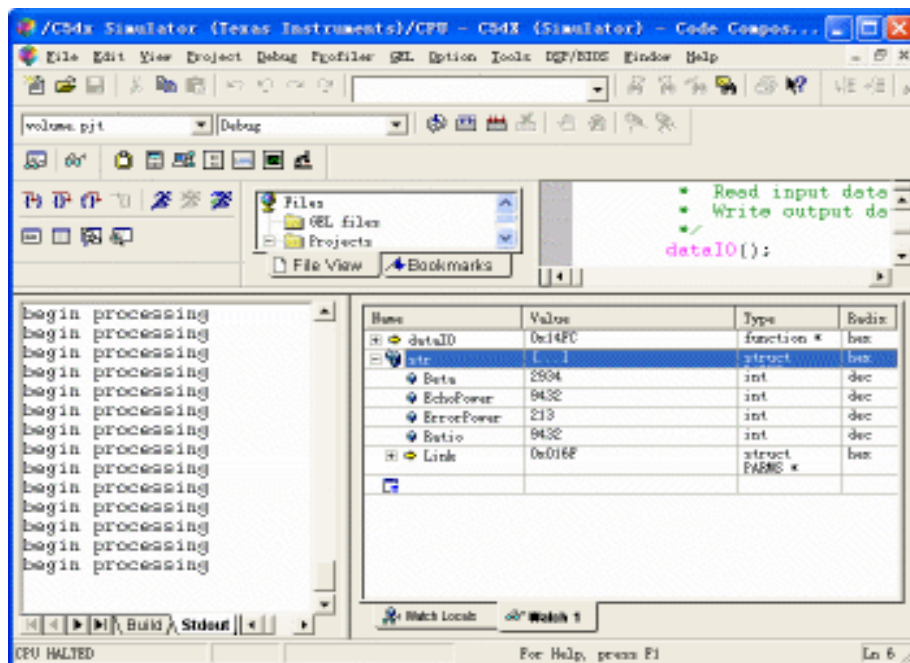 /C54x Simulator (Texas Instruments)/CPU - C54X (Simulator) - Code Compos...
File Edit View Project Debug Profiler GEL Option Tools DSP/BIOS Window Help
volume.pjt Debug
Files
GEL files
Projects
File View Bookmarks
* Read input data
* Write output da
*/
dataIO();
begin processing
begin processing
begin processing
begin processing
begin processing
begin processing
begin processing
begin processing
begin processing
begin processing
begin processing
begin processing
begin processing
begin processing
Build Stdout
Name Value Type Radix
dataIO 0x14FC function * hex
str {...} struct hex
Beta 2934 int dec
EchoPower 9432 int dec
ErrorPower 213 int dec
Ratio 9432 int dec
Link 0x016F struct PARMS * hex
Watch Locals Watch 1
CPU HALTED For Help, press F1 Ln 6